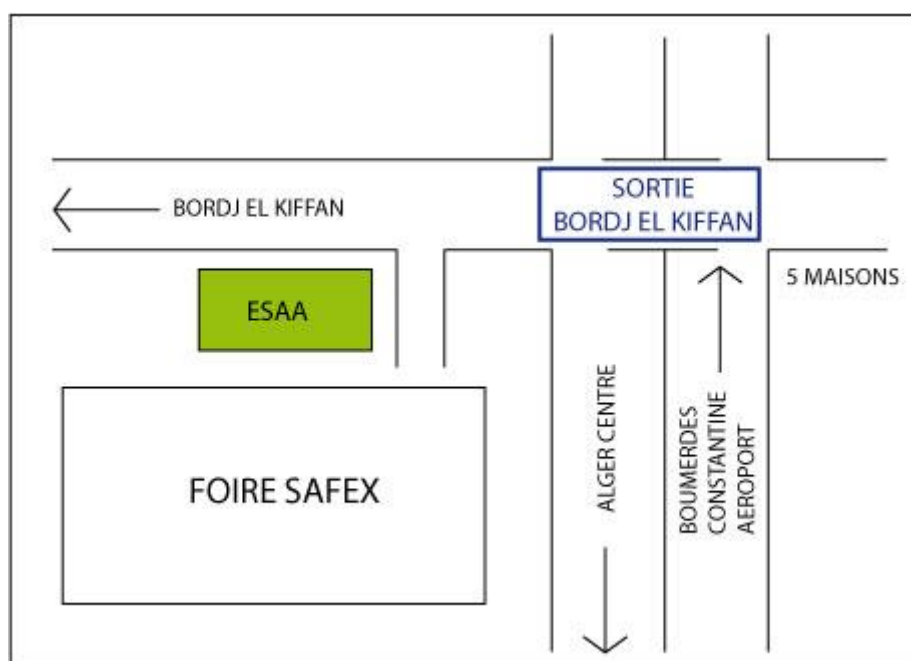 SORTIE
BORDJ EL KIFFAN
BORDJ EL KIFFAN
5 MAISONS
ESAA
FOIRE SAFEX
ALGER CENTRE
BOUMERDES
CONSTANTINE
AEROPORT